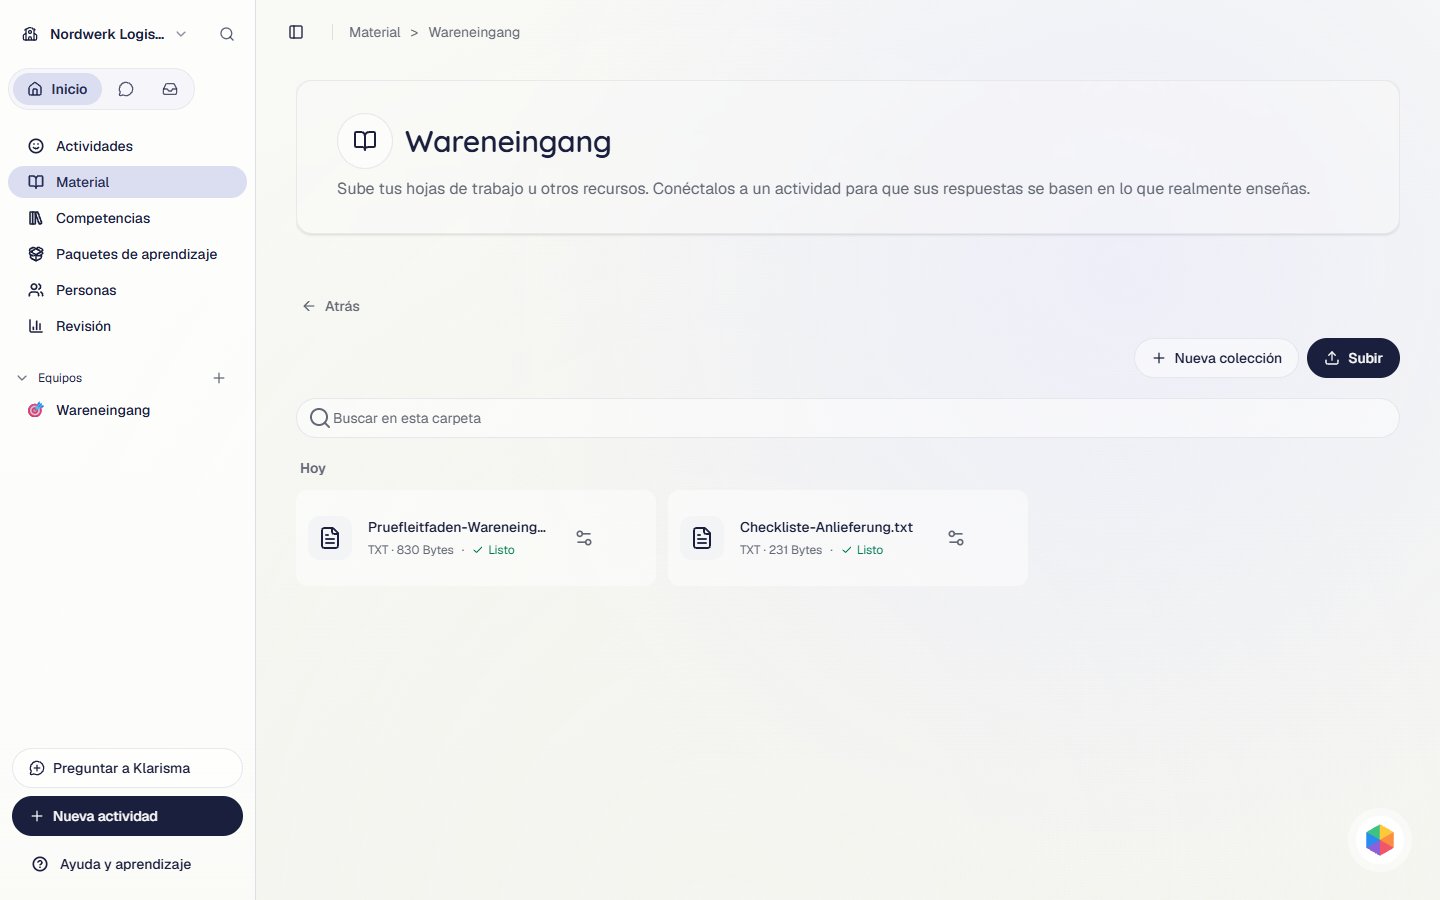 Nordwerk Logis...
Inicio
Actividades
Material
Competencias
Paquetes de aprendizaje
Personas
Revisión
Equipos
Wareneingang
Preguntar a Klarisma
Nueva actividad
Ayuda y aprendizaje
Material > Wareneingang
Wareneingang
Sube tus hojas de trabajo u otros recursos. Conéctalos a un actividad para que sus respuestas se basen en lo que realmente enseñas.
Atrás
Nueva colección
Subir
Buscar en esta carpeta
Hoy
Pruefleitfaden-Wareneing...
TXT · 830 Bytes · Listo
Checkliste-Anlieferung.txt
TXT · 231 Bytes · Listo